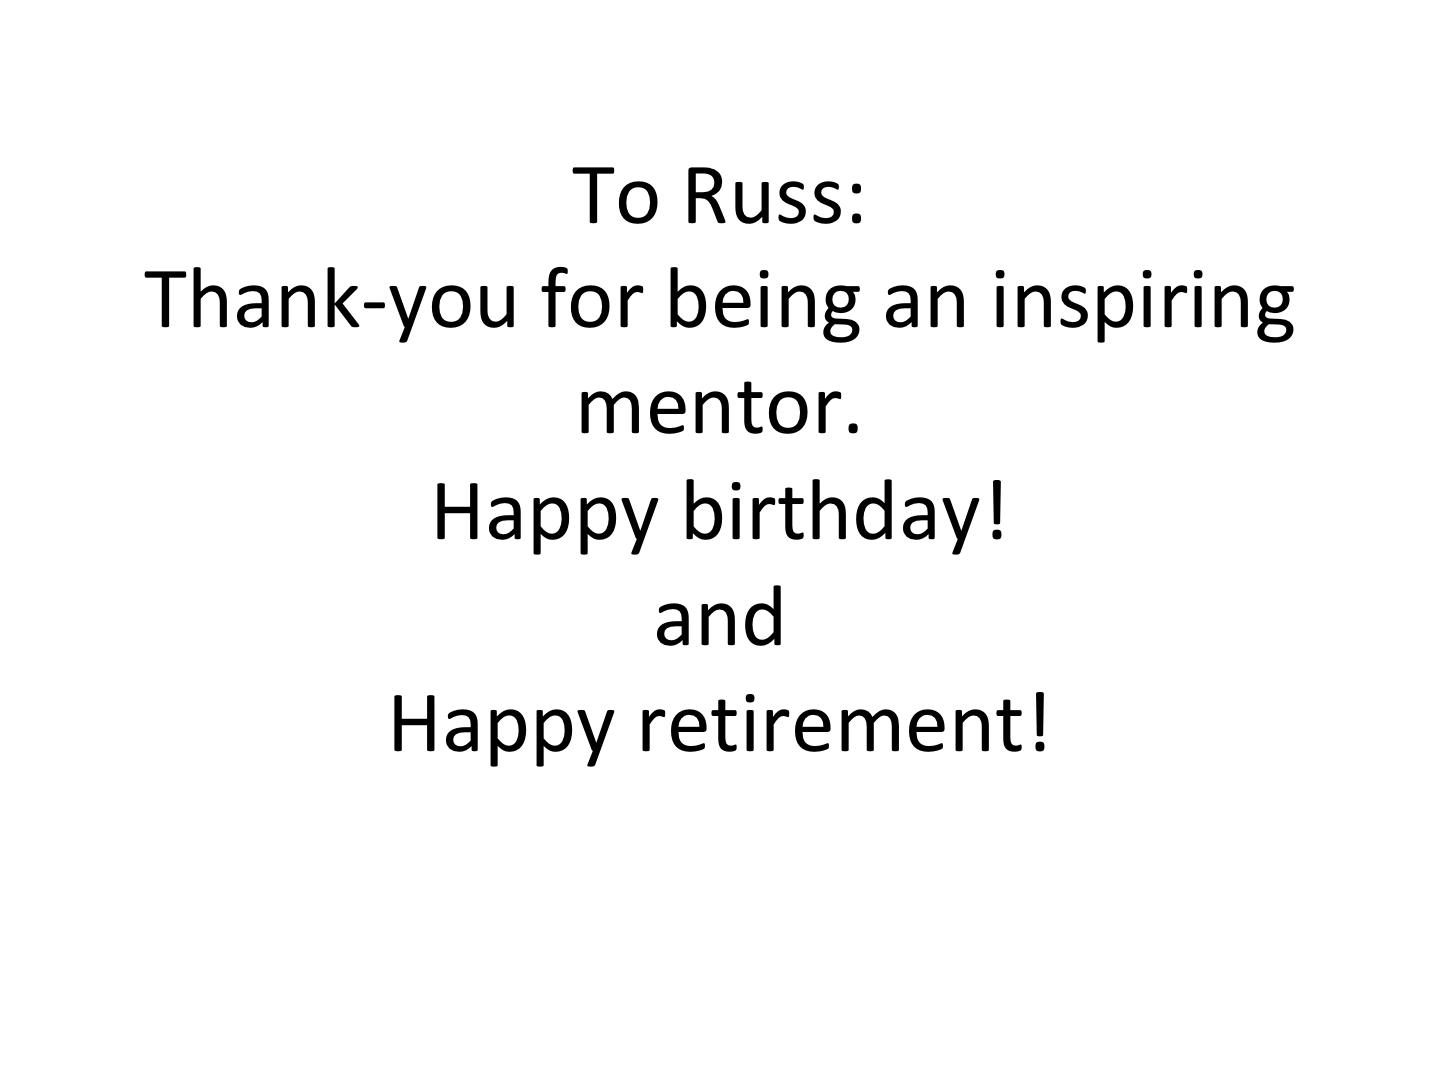 To Russ:
Thank-you for being an inspiring
mentor.
Happy birthday!
and
Happy retirement!